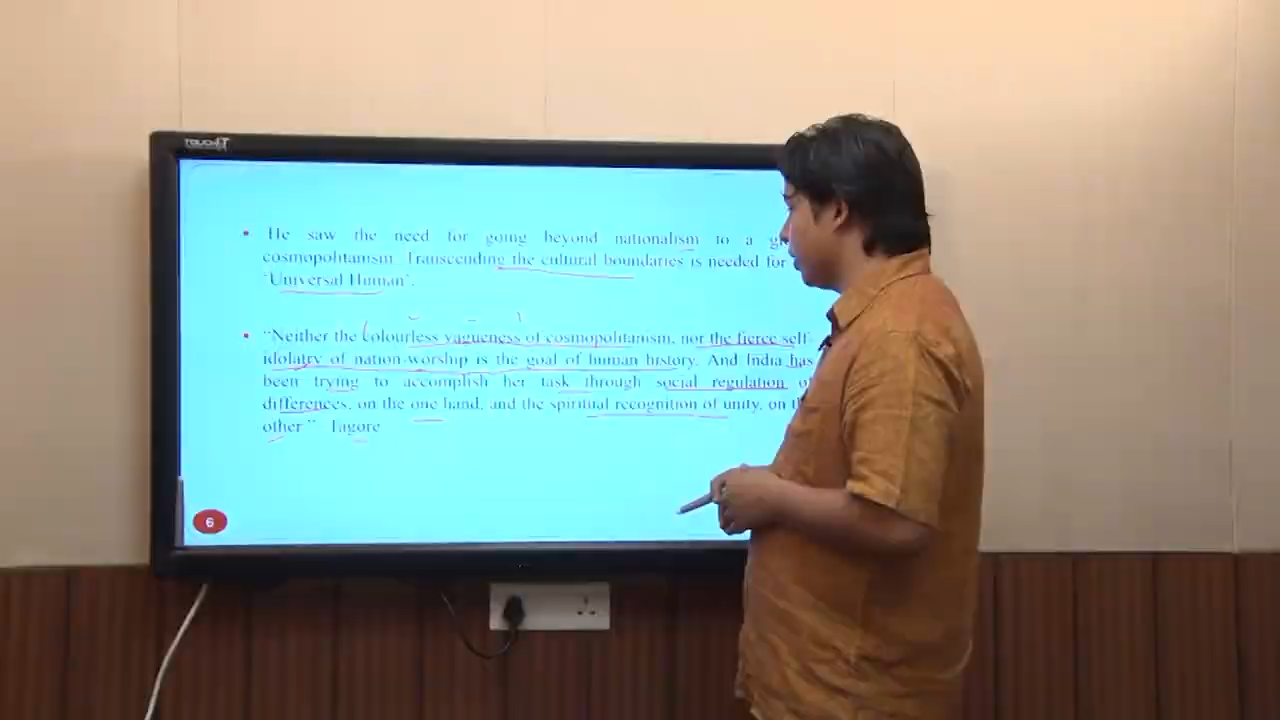 TOUCHIT
He saw the need for going beyond nationalism to a
cosmopolitanism. Transcending the cultural boundaries is needed for
‘Universal Human’.
“Neither the colourless vagueness of cosmopolitanism, nor the fierce self-
idolatry of nation-worship is the goal of human history. And India has
been trying to accomplish her task through social regulation of
differences, on the one hand, and the spiritual recognition of unity, on
other” Tagore
6